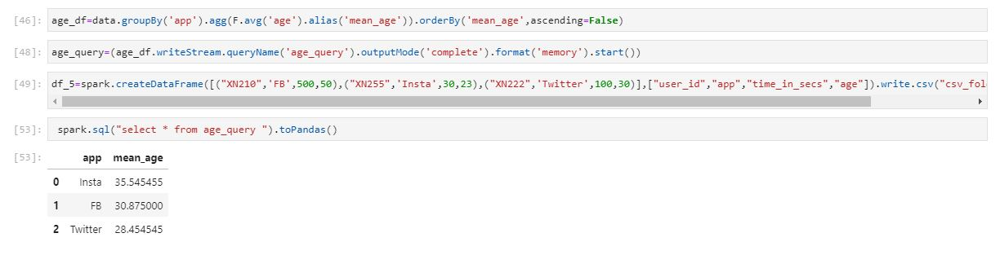 [46]: age_df=data.groupBy('app').agg(F.avg('age').alias('mean_age')).orderBy('mean_age',ascending=False)
[48]: age_query=(age_df.writeStream.queryName('age_query').outputMode('complete').format('memory').start())
[49]: df_5=spark.createDataFrame([("XN210",'FB',500,50),("XN255",'Insta',30,23),("XN222",'Twitter',100,30)],["user_id","app","time_in_secs","age"]).write.csv("csv_fol
[53]: spark.sql("select * from age_query ").toPandas()
[53]: app mean_age
0 Insta 35.545455
1 FB 30.875000
2 Twitter 28.454545